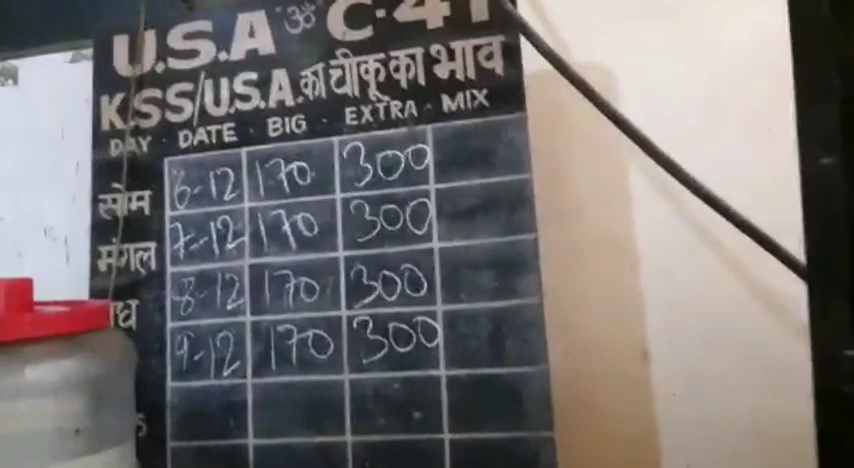 U.S.A ॐ C-41
K.SS/U.S.A. का चीकू का भाव
DAY · DATE · BIG · EXTRA · MIX
सोम 6-12 170 300
मंगल 7-12 170 300
8-12 170 300
9-12 170 300